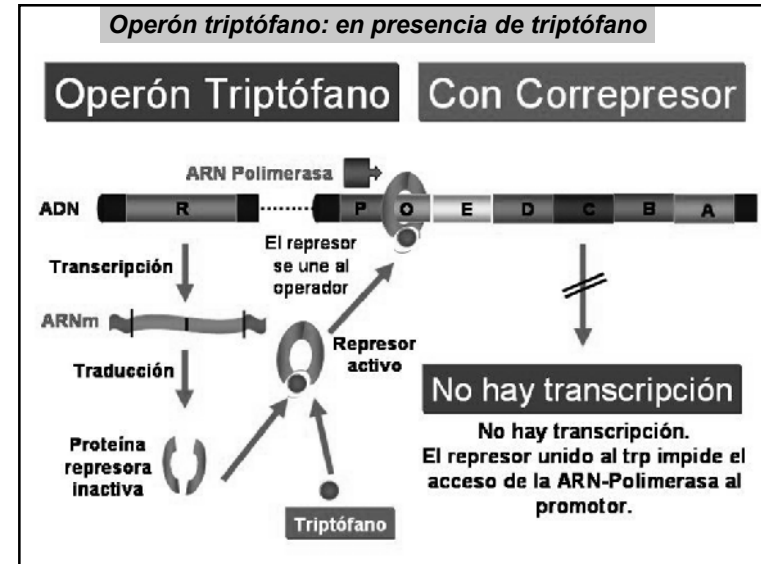 Operón triptófano: en presencia de triptófano
Operón Triptófano
Con Correpresor
ARN Polimerasa
ADN
R
P
O
E
D
C
B
A
El represor
se une al
operador
Transcripción
ARNm
Represor
activo
Traducción
No hay transcripción
Proteína
represora
inactiva
No hay transcripción.
El represor unido al trp impide el
acceso de la ARN-Polimerasa al
promotor.
Triptófano